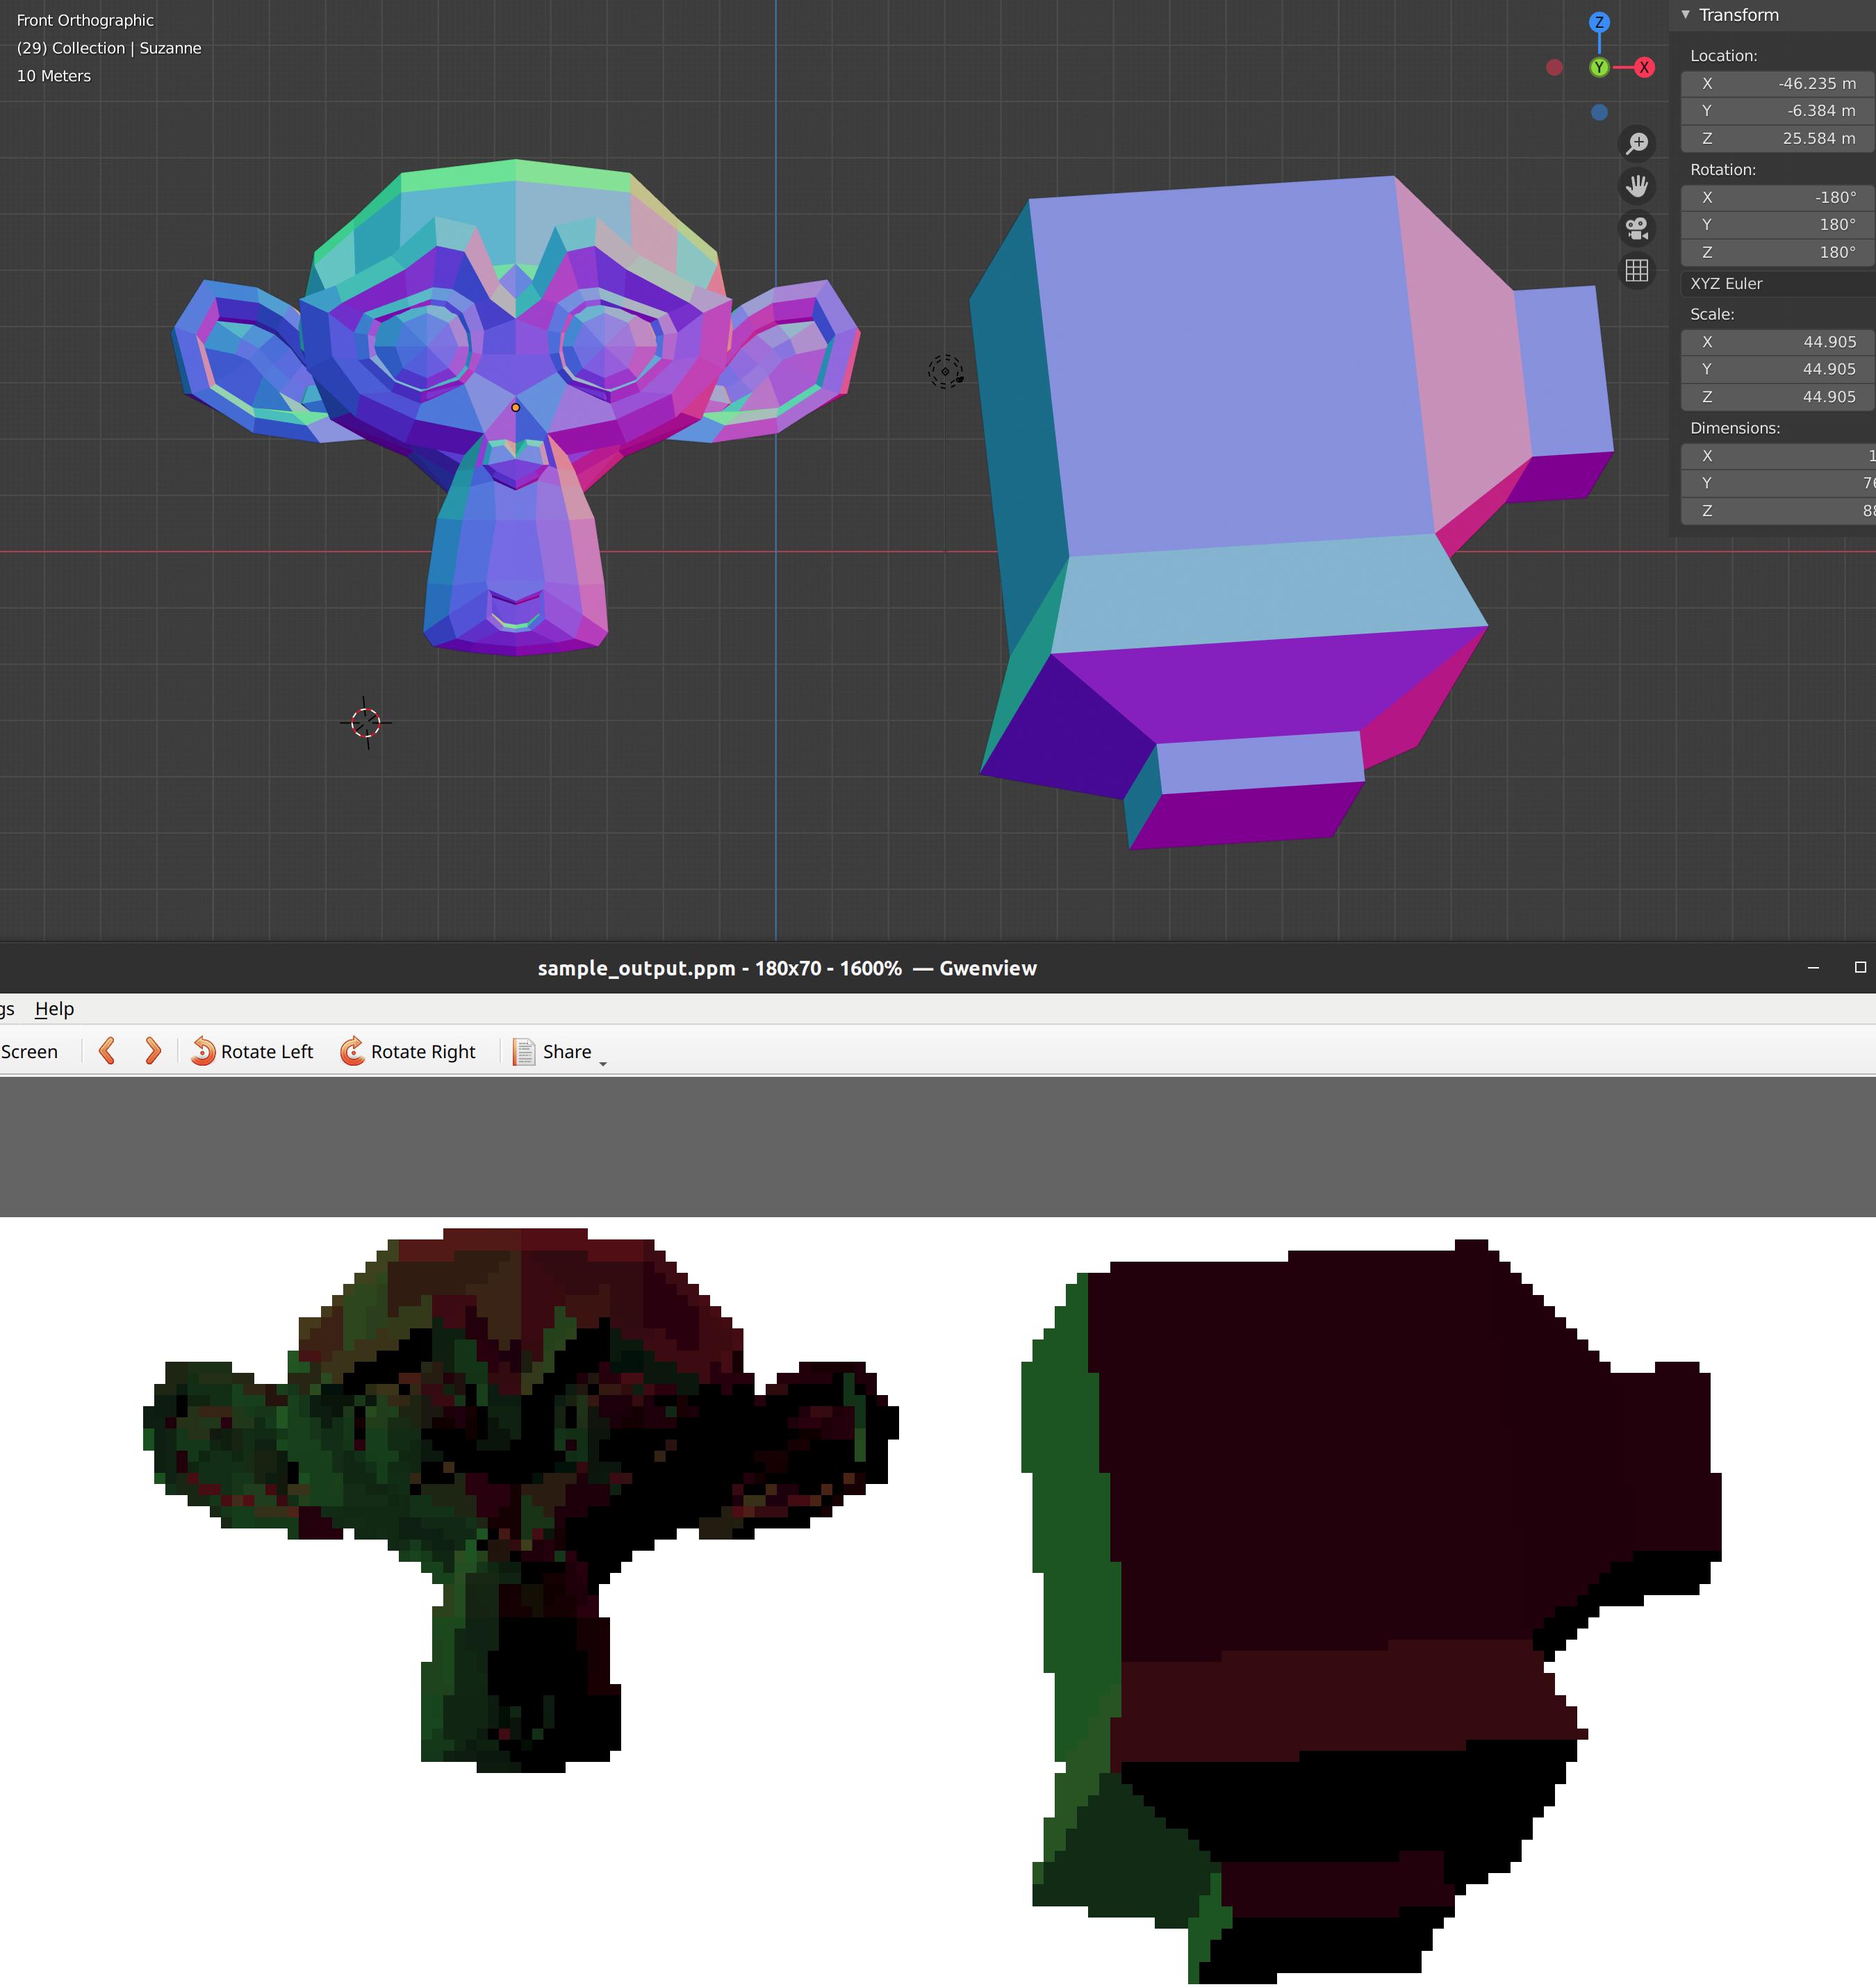 Front Orthographic
(29) Collection | Suzanne
10 Meters
Z
Y
X
Transform
Location:
X -46.235 m
Y -6.384 m
Z 25.584 m
Rotation:
X -180°
Y 180°
Z 180°
XYZ Euler
Scale:
X 44.905
Y 44.905
Z 44.905
Dimensions:
X 1
Y 76
Z 88
sample_output.ppm - 180x70 - 1600% — Gwenview
gs Help
Screen Rotate Left Rotate Right Share